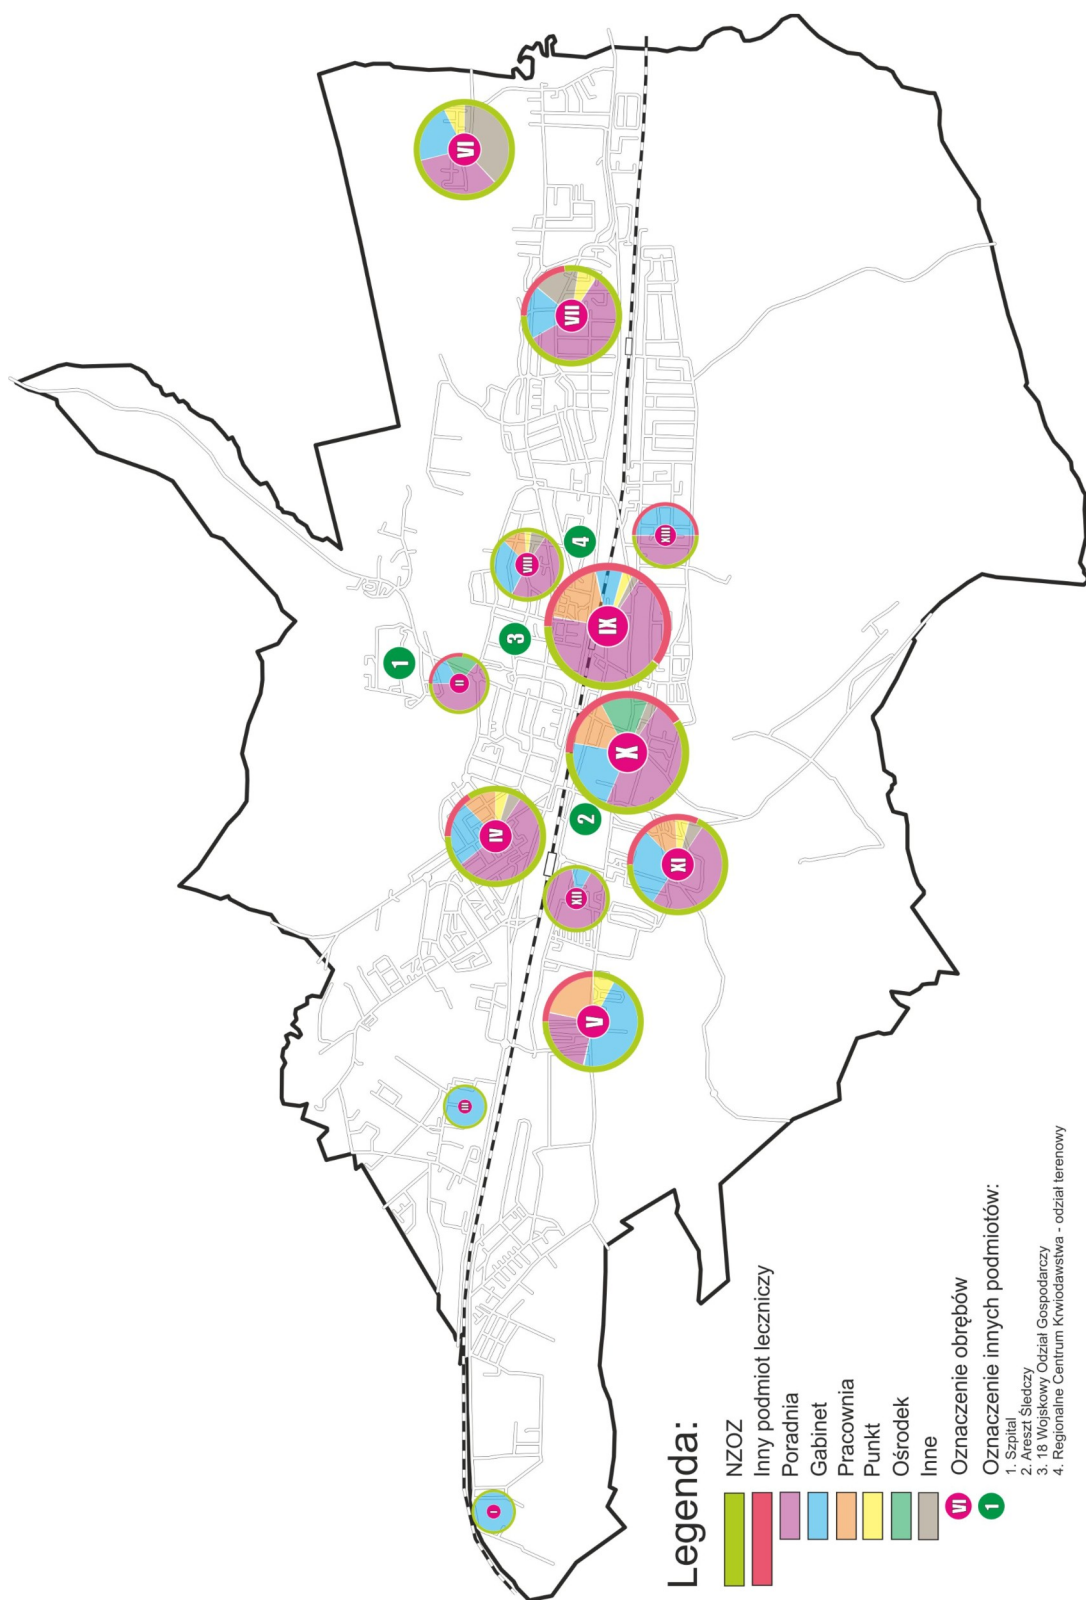 VI
VII
VIII
XIII
4
IX
3
1
II
X
2
IV
XI
XII
V
III
I
Legenda:
NZOZ
Inny podmiot leczniczy
Poradnia
Gabinet
Pracownia
Punkt
Ośrodek
Inne
VI Oznaczenie obrębów
1 Oznaczenie innych podmiotów:
1. Szpital
2. Areszt Śledczy
3. 18 Wojskowy Odział Gospodarczy
4. Regionalne Centrum Krwiodawstwa - odział terenowy